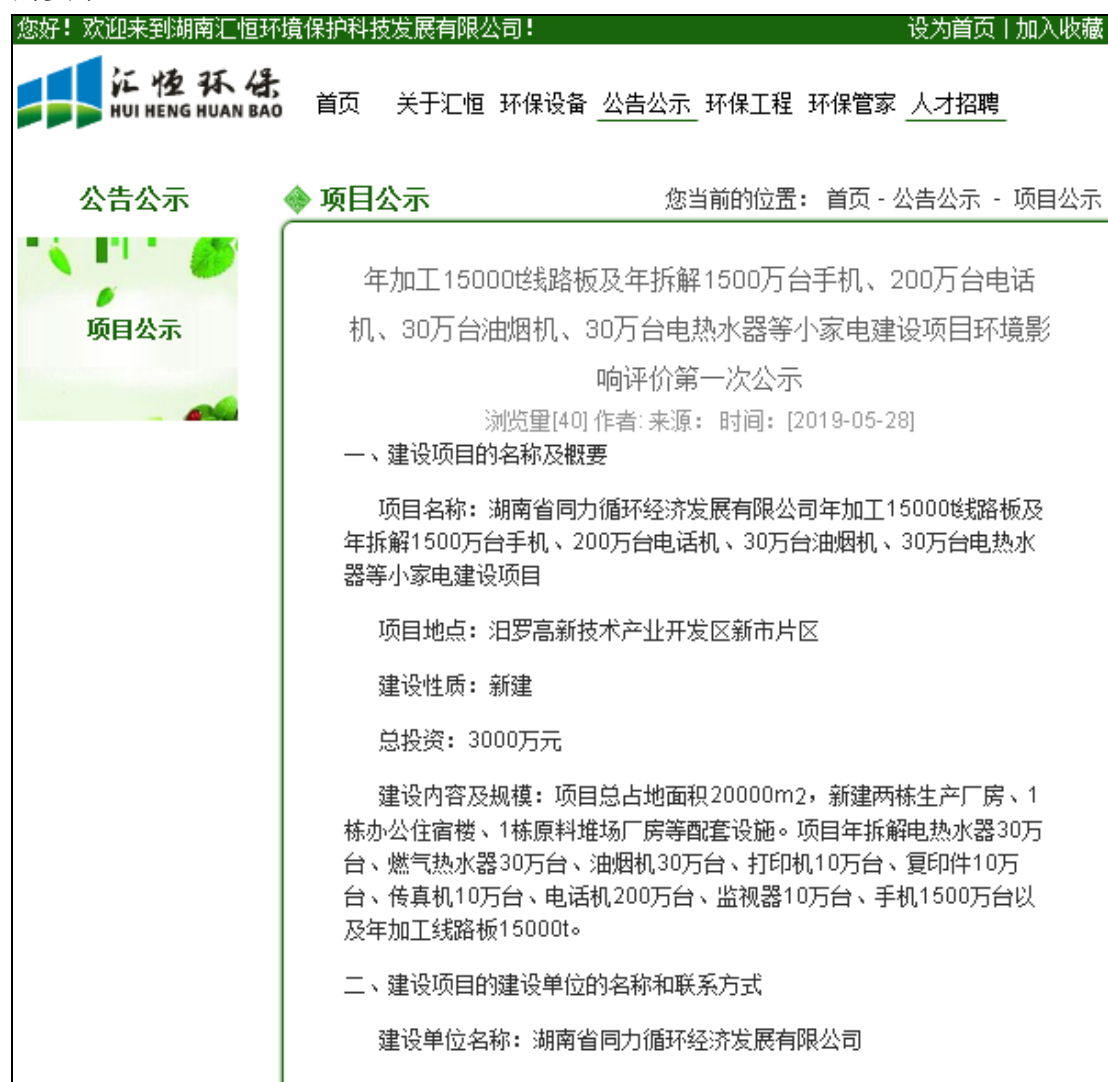 您好！欢迎来到湖南汇恒环境保护科技发展有限公司！ 设为首页 | 加入收藏
汇恒环保
HUI HENG HUAN BAO
首页 关于汇恒 环保设备 公告公示 环保工程 环保管家 人才招聘
公告公示
项目公示
项目公示 您当前的位置： 首页 - 公告公示 - 项目公示
年加工15000t线路板及年拆解1500万台手机、200万台电话
机、30万台油烟机、30万台电热水器等小家电建设项目环境影
响评价第一次公示
浏览量[40] 作者: 来源： 时间：[2019-05-28]
一、建设项目的名称及概要
项目名称：湖南省同力循环经济发展有限公司年加工15000t线路板及
年拆解1500万台手机、200万台电话机、30万台油烟机、30万台电热水
器等小家电建设项目
项目地点：汨罗高新技术产业开发区新市片区
建设性质：新建
总投资：3000万元
建设内容及规模：项目总占地面积20000m2，新建两栋生产厂房、1
栋办公住宿楼、1栋原料堆场厂房等配套设施。项目年拆解电热水器30万
台、燃气热水器30万台、油烟机30万台、打印机10万台、复印件10万
台、传真机10万台、电话机200万台、监视器10万台、手机1500万台以
及年加工线路板15000t。
二、建设项目的建设单位的名称和联系方式
建设单位名称：湖南省同力循环经济发展有限公司